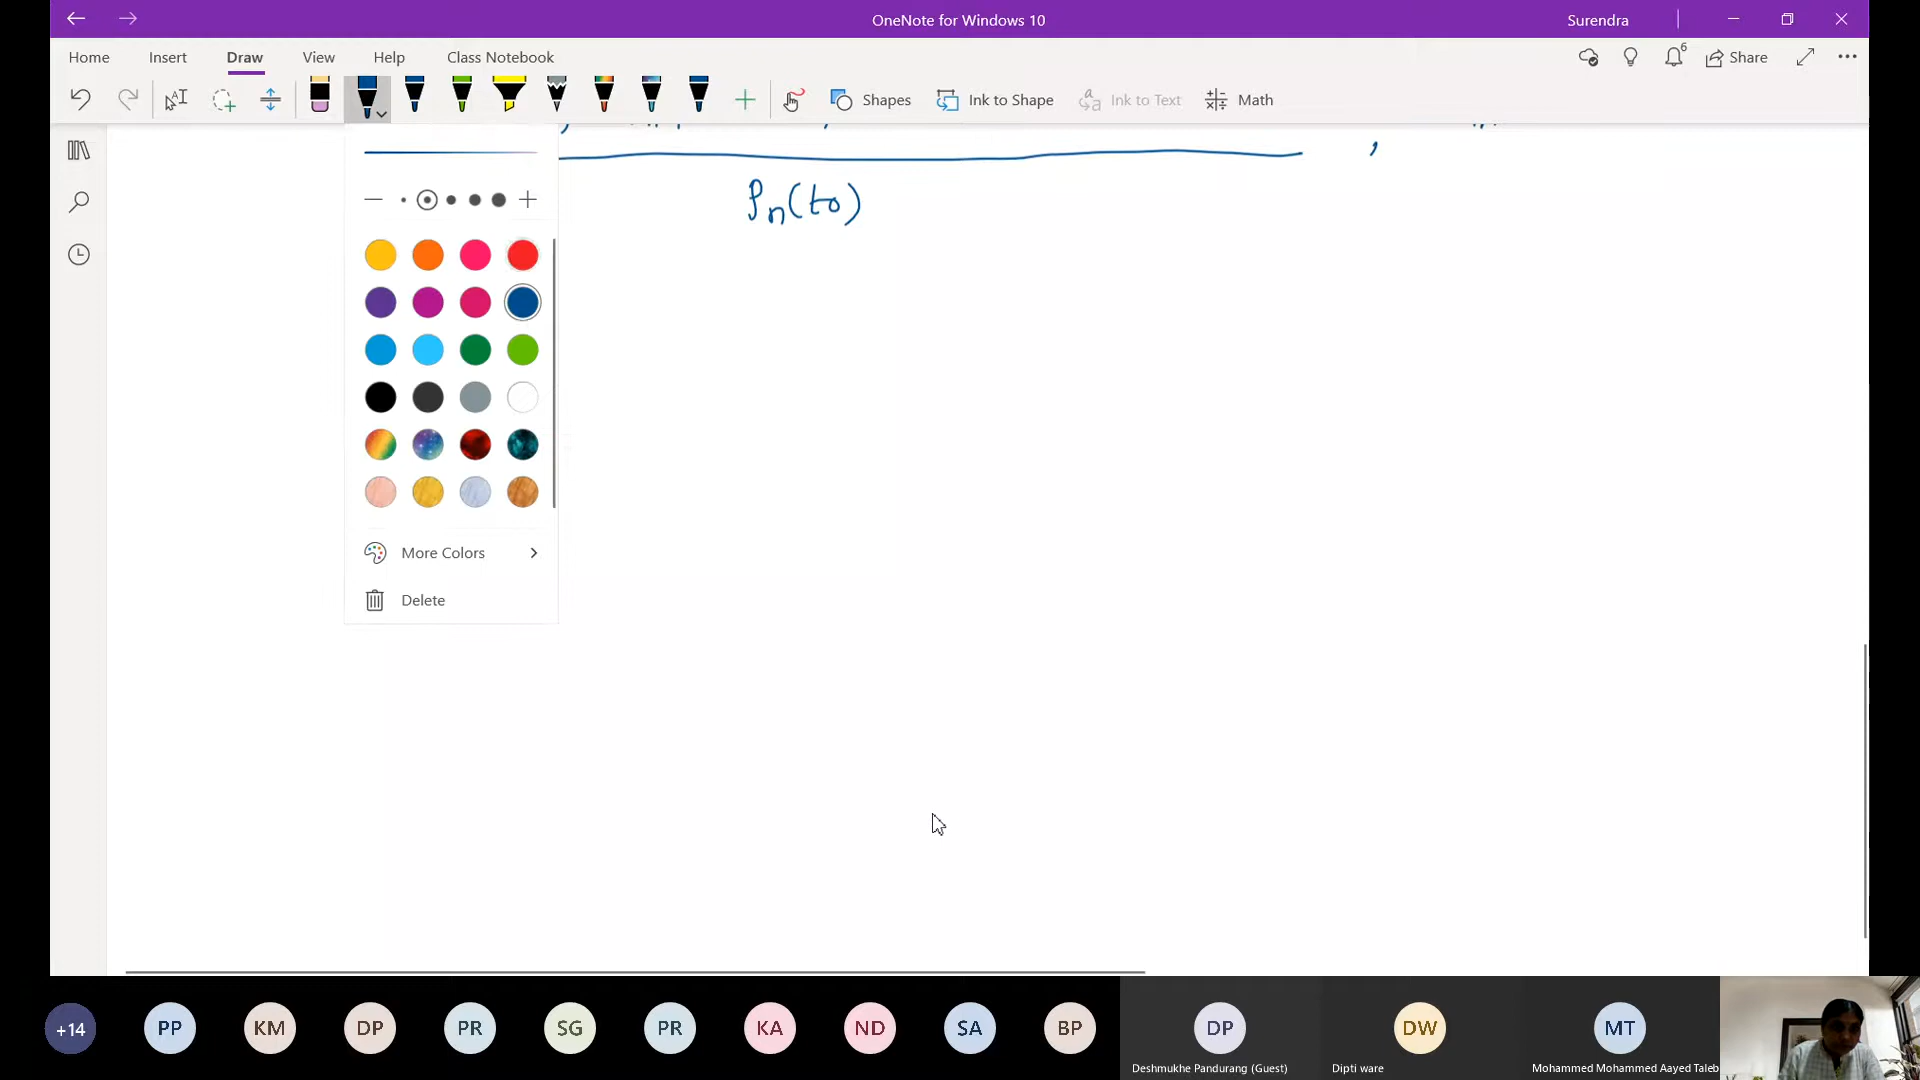 OneNote for Windows 10
Surendra
Home Insert Draw View Help Class Notebook
6
Share
Shapes Ink to Shape Ink to Text Math
Pn(to)
More Colors
Delete
+14 PP KM DP PR SG PR KA ND SA BP DP DW MT
Deshmukhe Pandurang (Guest) Dipti ware Mohammed Mohammed Aayed Taleb